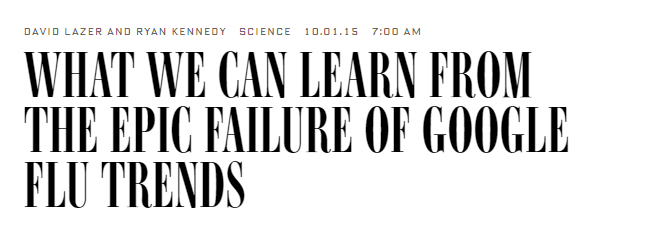 DAVID LAZER AND RYAN KENNEDY SCIENCE 10.01.15 7:00 AM
WHAT WE CAN LEARN FROM
THE EPIC FAILURE OF GOOGLE
FLU TRENDS